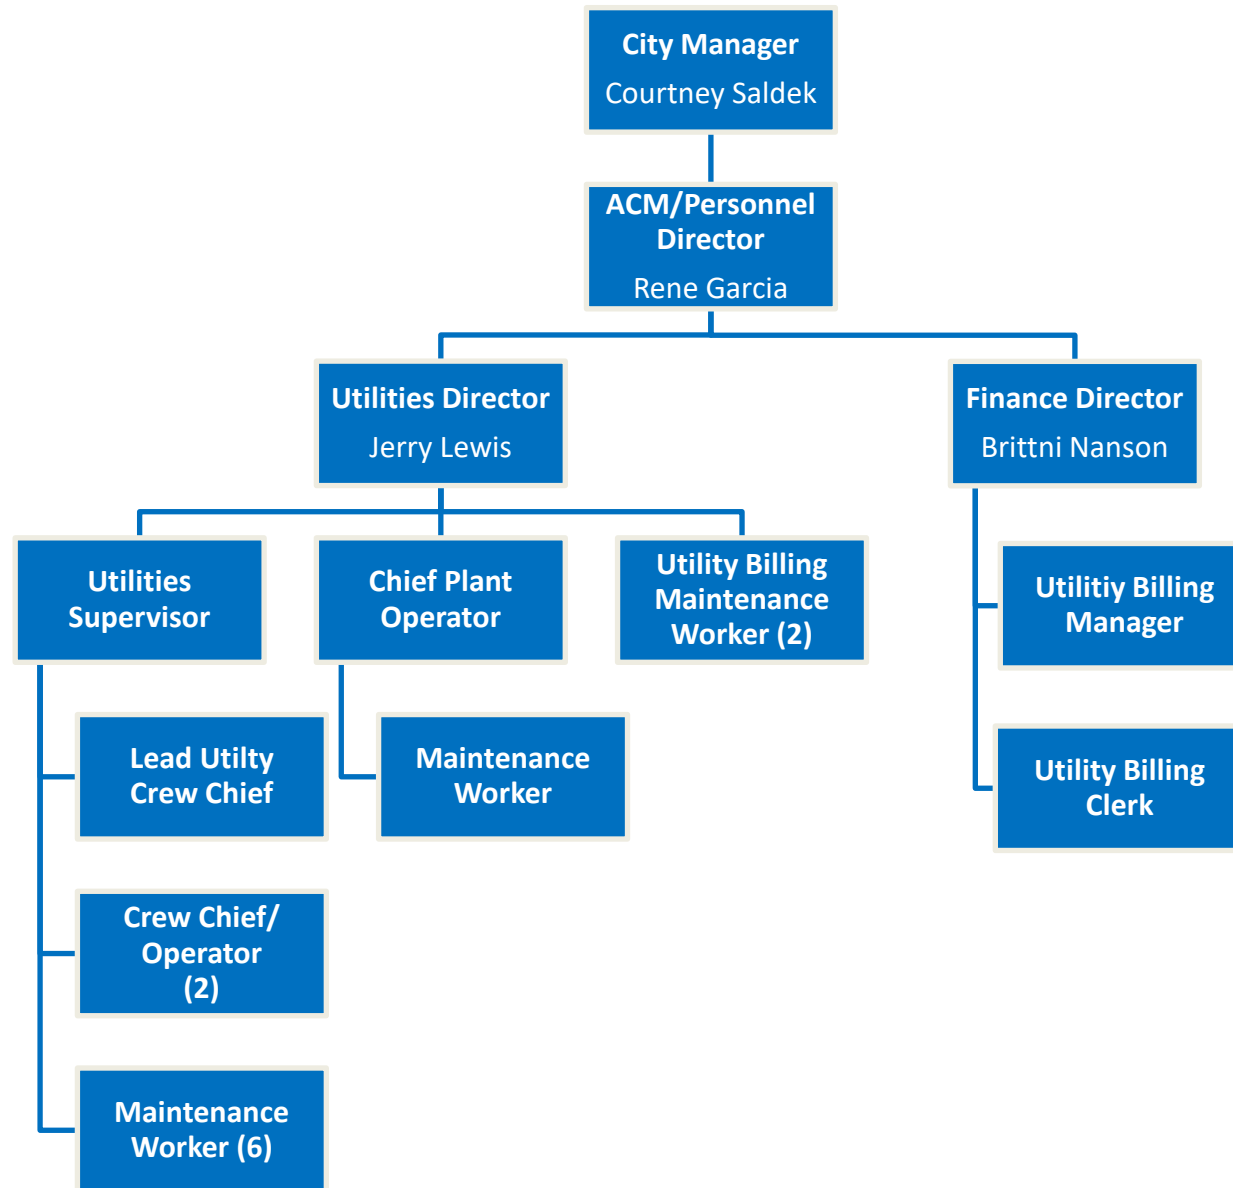 City Manager
Courtney Saldek
ACM/Personnel
Director
Rene Garcia
Utilities Director
Jerry Lewis
Finance Director
Brittni Nanson
Utilities
Supervisor
Chief Plant
Operator
Utility Billing
Maintenance
Worker (2)
Utilitiy Billing
Manager
Lead Utilty
Crew Chief
Maintenance
Worker
Utility Billing
Clerk
Crew Chief/
Operator
(2)
Maintenance
Worker (6)